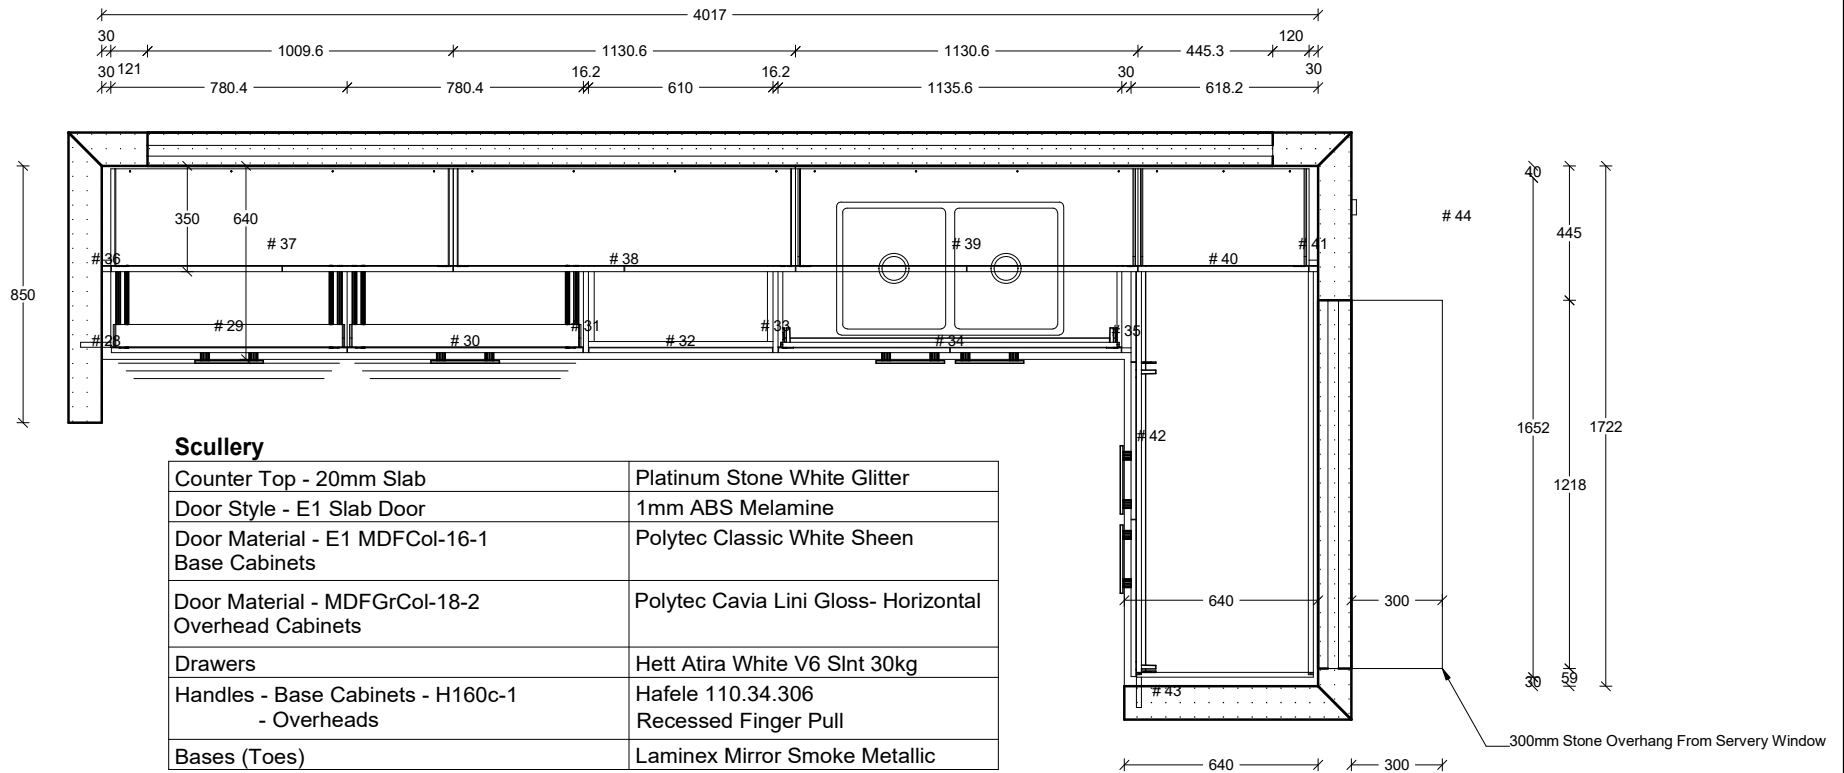 4017
30
1009.6
1130.6
1130.6
445.3
120
30 121
780.4
16.2
780.4
16.2
610
1135.6
30
618.2
30
350
640
# 37
# 36
# 38
# 39
# 40
# 41
# 44
40
445
850
# 28
# 29
# 30
# 31
# 32
# 33
# 34
# 35
# 42
1652
1722
1218
Scullery
Counter Top - 20mm Slab
Platinum Stone White Glitter
Door Style - E1 Slab Door
1mm ABS Melamine
Door Material - E1 MDFCol-16-1
Base Cabinets
Polytec Classic White Sheen
Door Material - MDFGrCol-18-2
Overhead Cabinets
Polytec Cavia Lini Gloss- Horizontal
Drawers
Hett Atira White V6 Slnt 30kg
Handles - Base Cabinets - H160c-1
- Overheads
Hafele 110.34.306
Recessed Finger Pull
Bases (Toes)
Laminex Mirror Smoke Metallic
640
300
# 43
30
59
300mm Stone Overhang From Servery Window
640
300